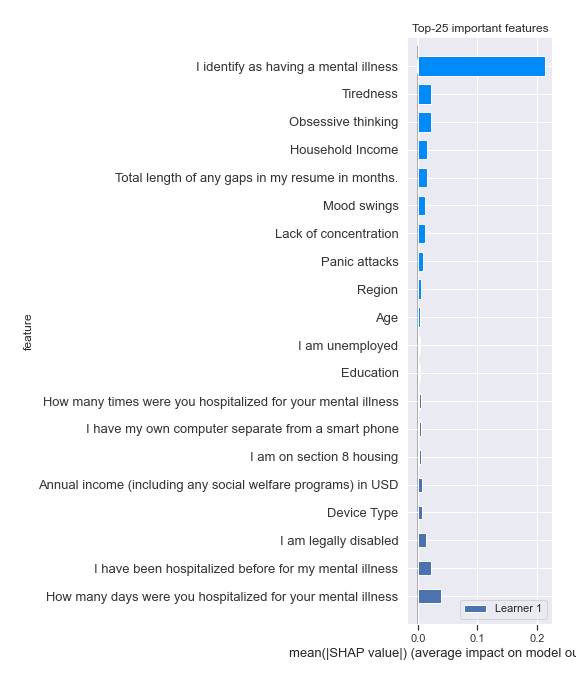 Top-25 important features
I identify as having a mental illness
Tiredness
Obsessive thinking
Household Income
Total length of any gaps in my resume in months.
Mood swings
Lack of concentration
Panic attacks
Region
Age
I am unemployed
Education
How many times were you hospitalized for your mental illness
I have my own computer separate from a smart phone
I am on section 8 housing
Annual income (including any social welfare programs) in USD
Device Type
I am legally disabled
I have been hospitalized before for my mental illness
How many days were you hospitalized for your mental illness
feature
Learner 1
0.0 0.1 0.2
mean(|SHAP value|) (average impact on model ou